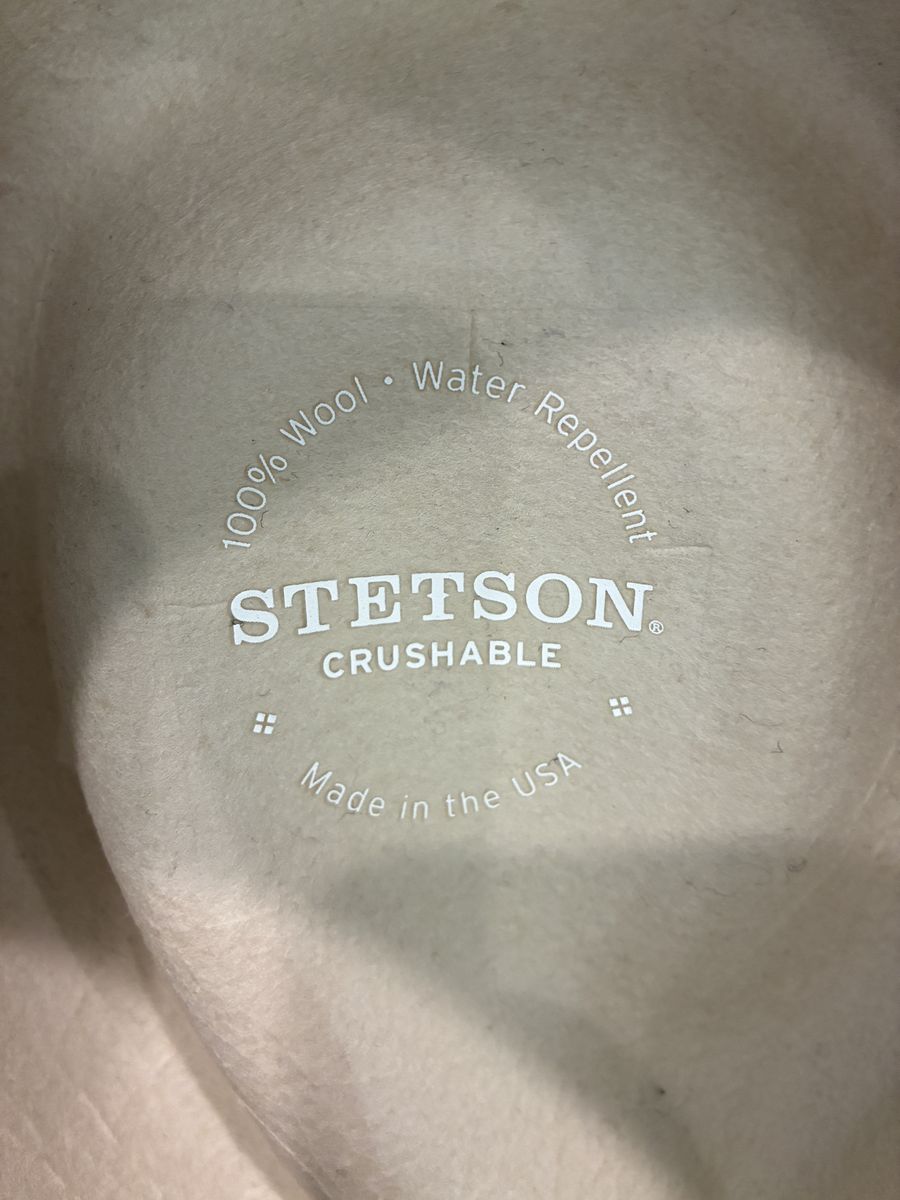 100% Wool • Water Repellent
STETSON®
CRUSHABLE
Made in the USA